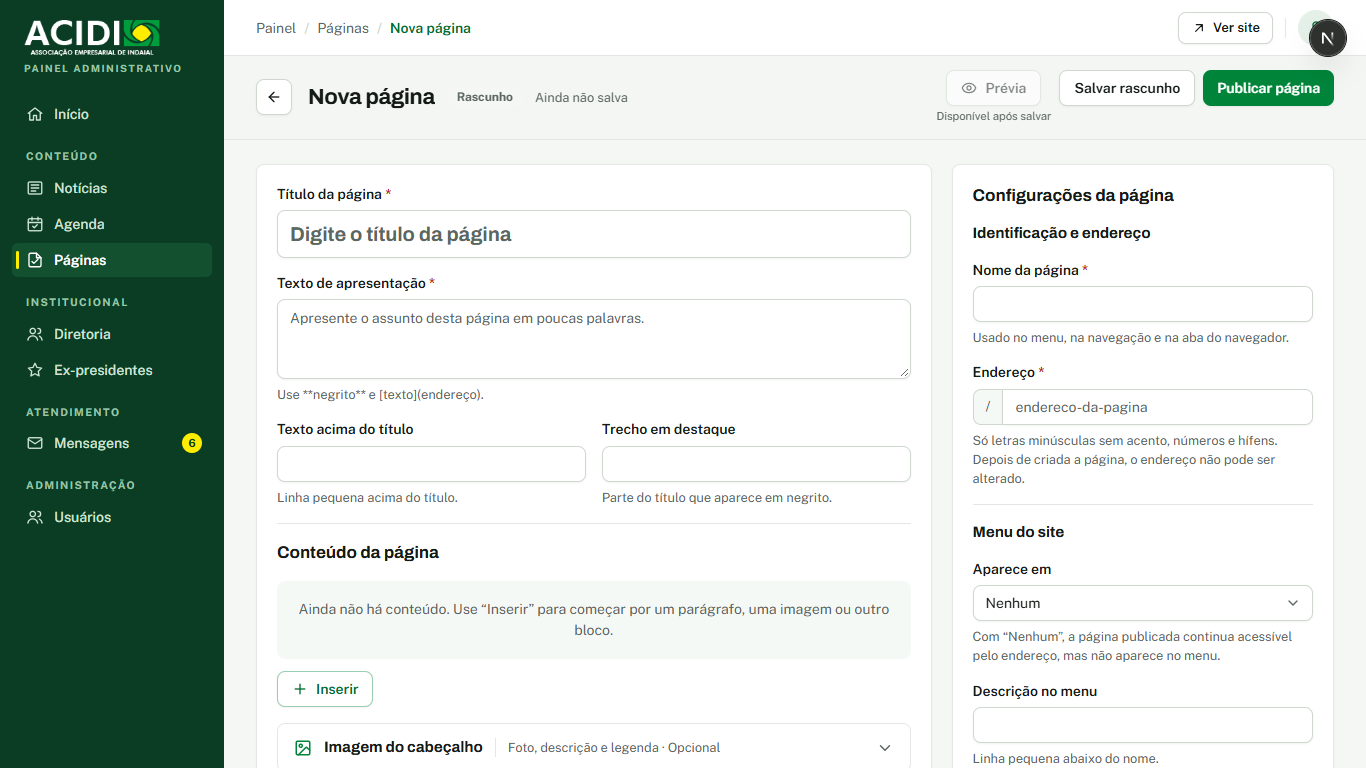 ACIDI
ASSOCIAÇÃO EMPRESARIAL DE INDAIAL
PAINEL ADMINISTRATIVO
Início
CONTEÚDO
Notícias
Agenda
Páginas
INSTITUCIONAL
Diretoria
Ex-presidentes
ATENDIMENTO
Mensagens 6
ADMINISTRAÇÃO
Usuários
Painel / Páginas / Nova página
Ver site
N
Nova página Rascunho Ainda não salva
Prévia
Disponível após salvar
Salvar rascunho
Publicar página
Título da página *
Digite o título da página
Texto de apresentação *
Apresente o assunto desta página em poucas palavras.
Use **negrito** e [texto](endereço).
Texto acima do título
Linha pequena acima do título.
Trecho em destaque
Parte do título que aparece em negrito.
Conteúdo da página
Ainda não há conteúdo. Use “Inserir” para começar por um parágrafo, uma imagem ou outro
bloco.
+ Inserir
Imagem do cabeçalho Foto, descrição e legenda · Opcional
Configurações da página
Identificação e endereço
Nome da página *
Usado no menu, na navegação e na aba do navegador.
Endereço *
/ endereco-da-pagina
Só letras minúsculas sem acento, números e hífens.
Depois de criada a página, o endereço não pode ser
alterado.
Menu do site
Aparece em
Nenhum
Com “Nenhum”, a página publicada continua acessível
pelo endereço, mas não aparece no menu.
Descrição no menu
Linha pequena abaixo do nome.